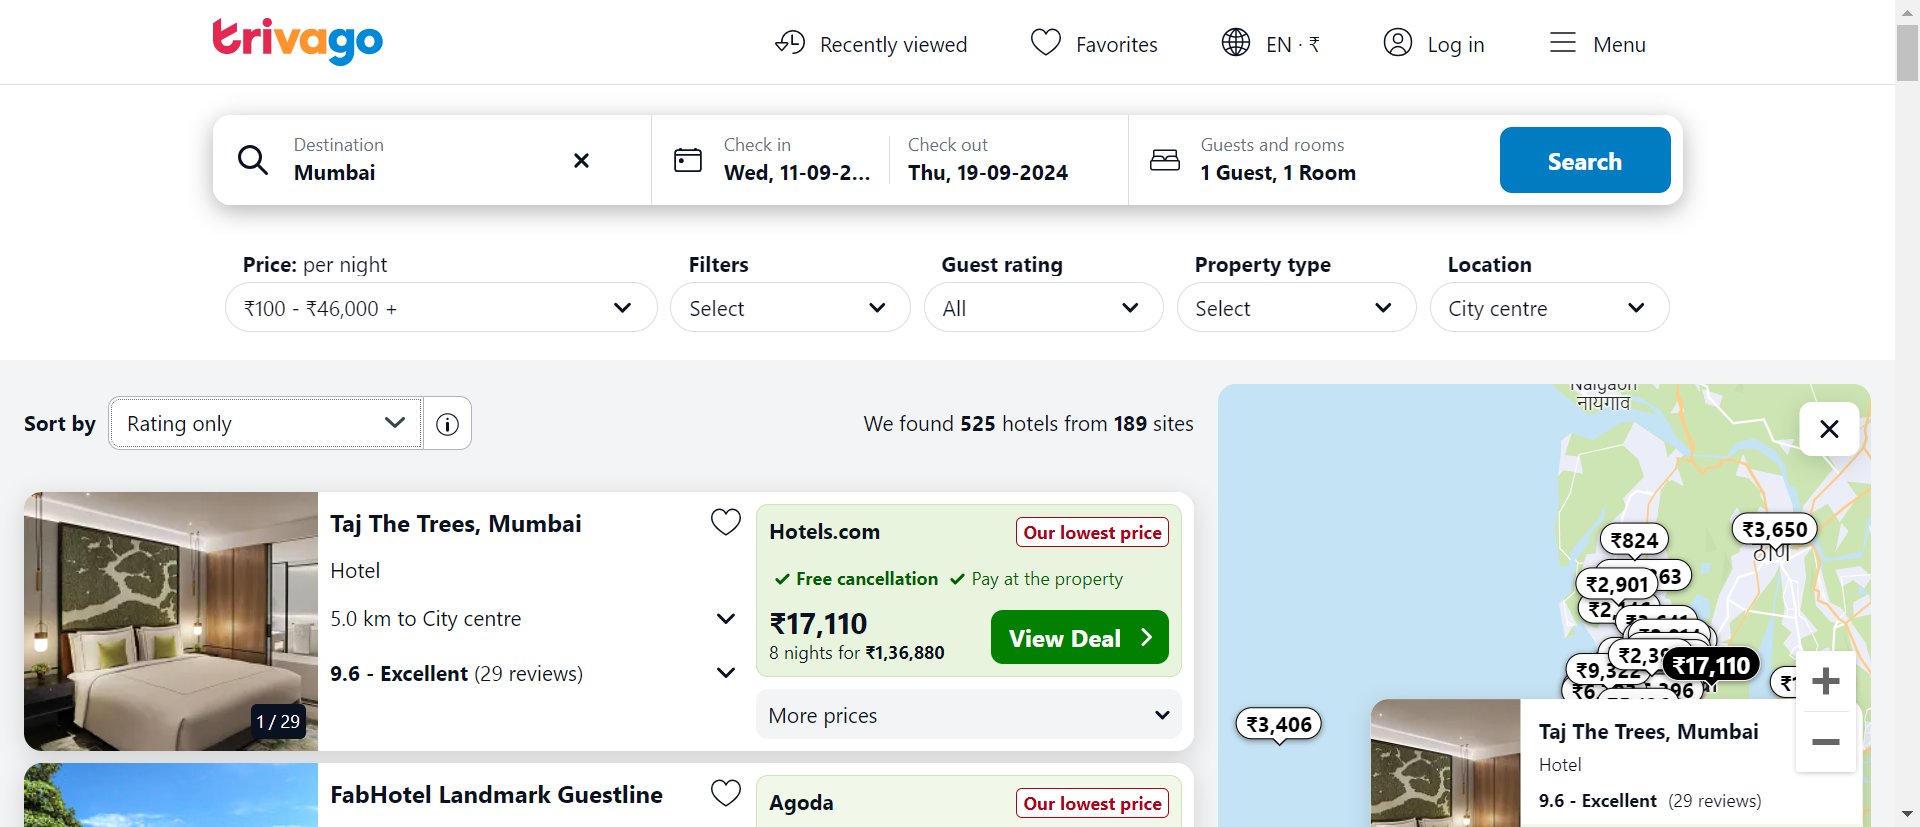 trivago
Recently viewed
Favorites
EN · ₹
Log in
Menu
Destination
Mumbai
Check in
Wed, 11-09-2...
Check out
Thu, 19-09-2024
Guests and rooms
1 Guest, 1 Room
Search
Price: per night
₹100 - ₹46,000 +
Filters
Select
Guest rating
All
Property type
Select
Location
City centre
Sort by
Rating only
We found 525 hotels from 189 sites
Taj The Trees, Mumbai
Hotel
5.0 km to City centre
9.6 - Excellent (29 reviews)
1 / 29
Hotels.com
Our lowest price
Free cancellation
Pay at the property
₹17,110
8 nights for ₹1,36,880
View Deal
More prices
FabHotel Landmark Guestline
Agoda
Our lowest price
Naigaon
नायगाव
₹3,650
₹824
₹2,901
₹9,322
₹17,110
₹3,406
Taj The Trees, Mumbai
Hotel
9.6 - Excellent (29 reviews)